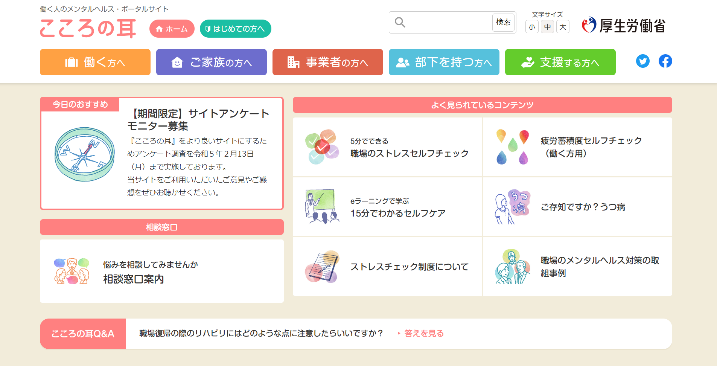 働く人のメンタルヘルス・ポータルサイト
こころの耳
ホーム
はじめての方へ
検索
文字サイズ
小 中 大
厚生労働省
働く方へ
ご家族の方へ
事業者の方へ
部下を持つ方へ
支援する方へ
今日のおすすめ
【期間限定】サイトアンケート
モニター募集
『こころの耳』をより良いサイトにするた
めアンケート調査を令和５年２月13日
（月）まで実施しております。
当サイトをご利用いただいたご意見やご感
想をぜひお聴かせください。
相談窓口
悩みを相談してみませんか
相談窓口案内
よく見られているコンテンツ
5分でできる
職場のストレスセルフチェック
疲労蓄積度セルフチェック
（働く方用）
eラーニングで学ぶ
15分でわかるセルフケア
ご存知ですか？うつ病
ストレスチェック制度について
職場のメンタルヘルス対策の取
組事例
こころの耳Q&A
職場復帰の際のリハビリにはどのような点に注意したらいいですか？
・答えを見る